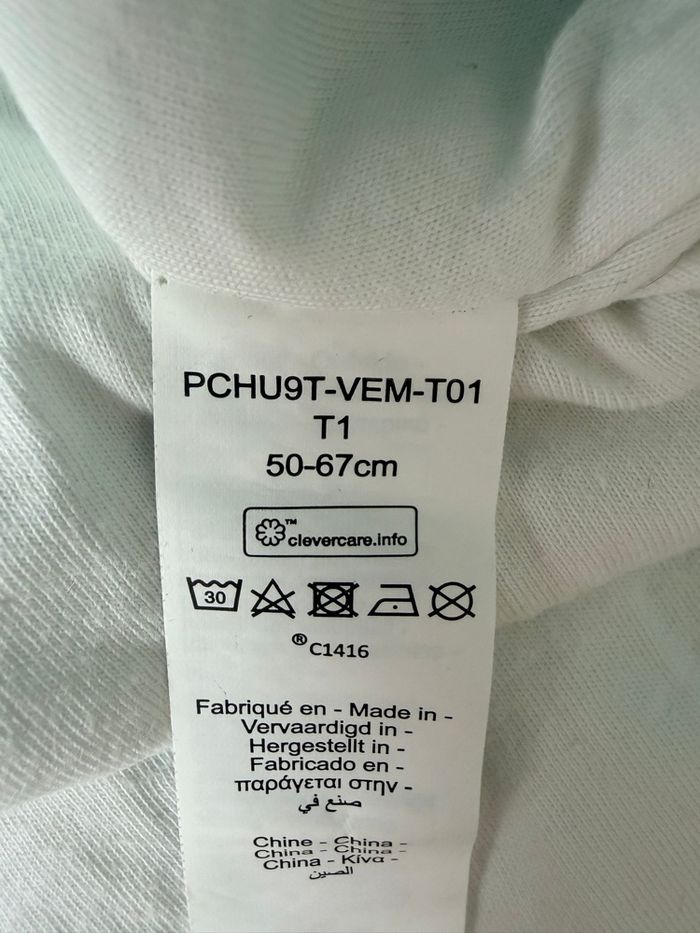 PCHU9T-VEM-T01
T1
50-67cm
™
clevercare.info
30
® C1416
Fabriqué en - Made in -
Vervaardigd in -
Hergestellt in -
Fabricado en -
παράγεται στην -
صنع في
Chine - China -
China - China -
China - Κίνα -
الصين